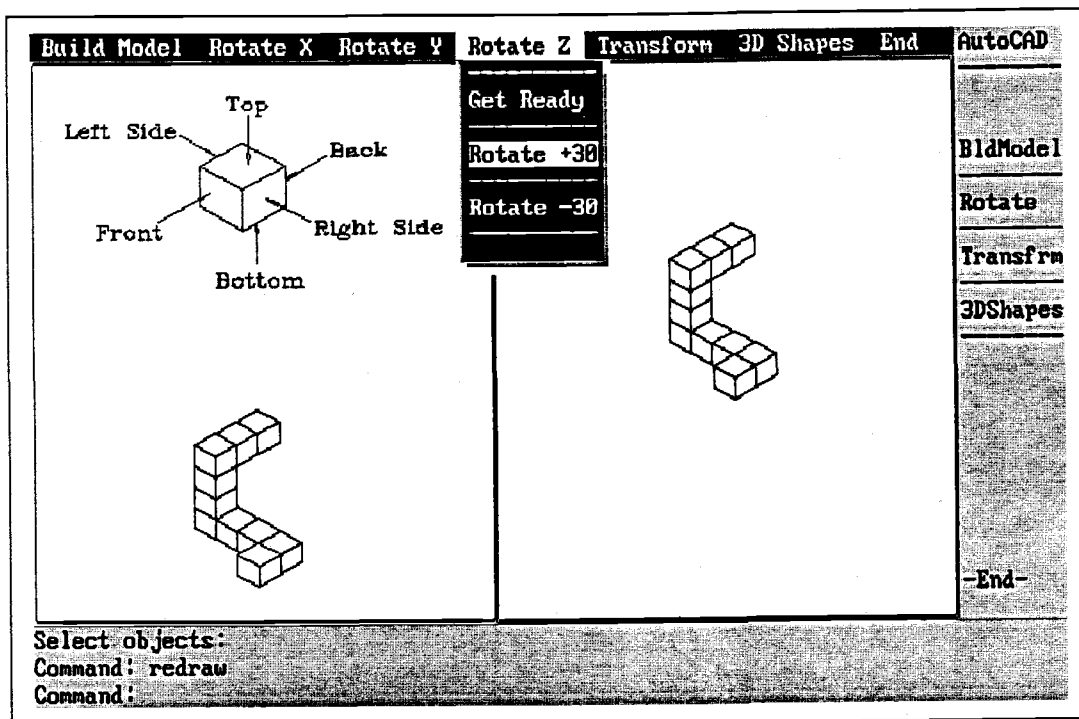 Build Model Rotate X Rotate Y Rotate Z Transform 3D Shapes End
AutoCAD
Get Ready
Rotate +30
Rotate -30
Top
Left Side
Back
Front
Right Side
Bottom
BldModel
Rotate
Transfrm
3DShapes
-End-
Select objects:
Command: redraw
Command: